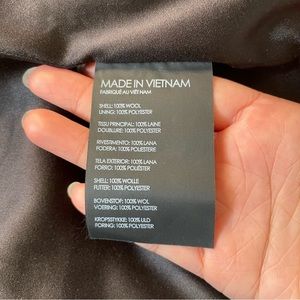 MADE IN VIETNAM
FABRIQUÉ AU VIÊT NAM
SHELL: 100% WOOL
LINING: 100% POLYESTER
TISSU PRINCIPAL: 100% LAINE
DOUBLURE: 100% POLYESTER
RIVESTIMENTO: 100% LANA
FODERA: 100% POLIESTERE
TELA EXTERIOR: 100% LANA
FORRO: 100% POLIÉSTER
SHELL: 100% WOLLE
FUTTER: 100% POLYESTER
BOVENSTOF: 100% WOL
VOERING: 100% POLYESTER
KROPSSTYKKE: 100% ULD
FORING: 100% POLYESTER